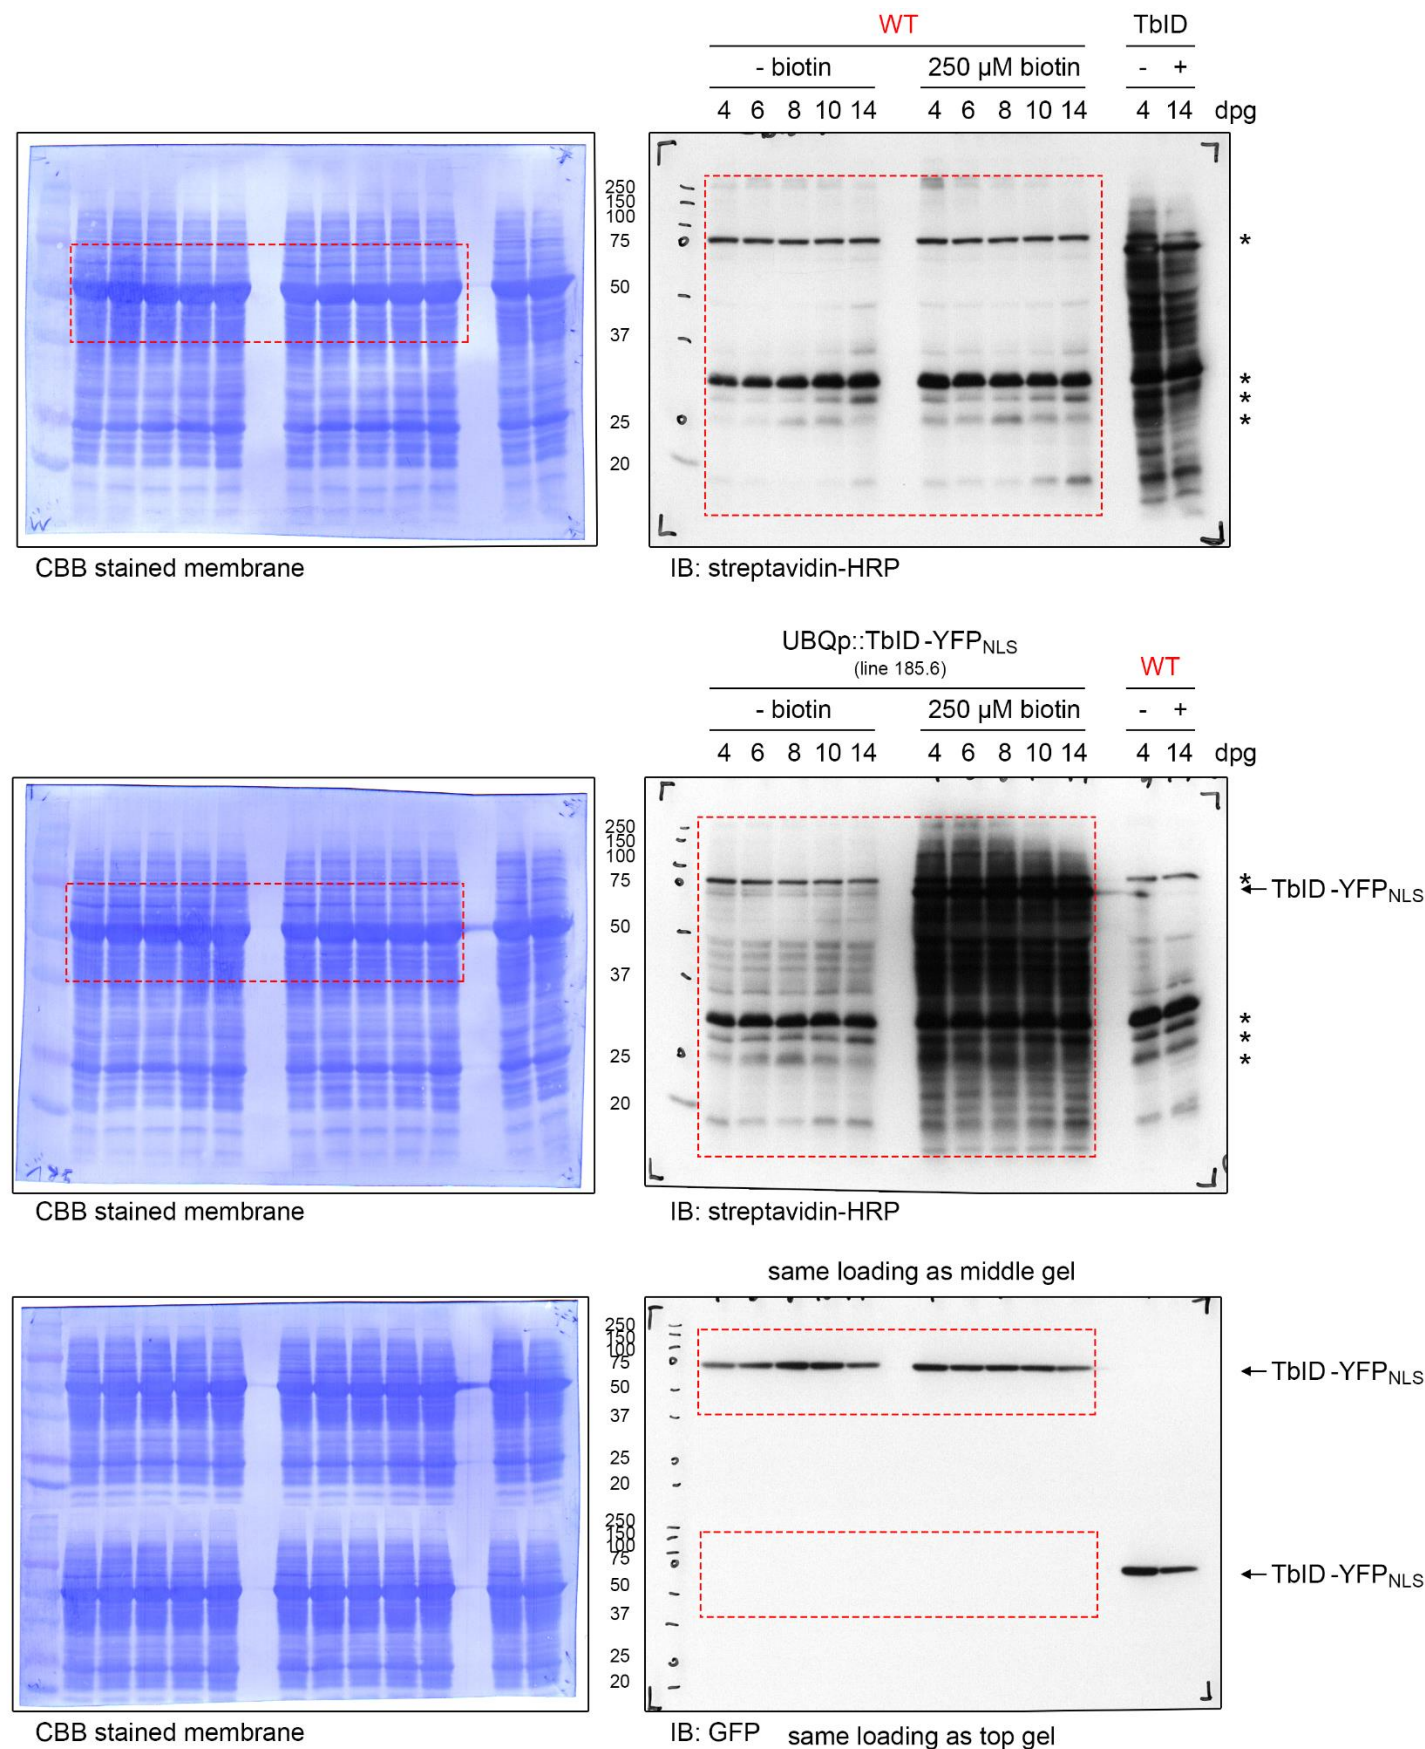 WT TbID
- biotin 250 µM biotin - +
4 6 8 10 14 4 6 8 10 14 4 14 dpg
250
150
100
75 *
50
37
*
*
25 *
20
W
CBB stained membrane IB: streptavidin-HRP
UBQp::TbID-YFPNLS
(line 185.6) WT
- biotin 250 µM biotin - +
4 6 8 10 14 4 6 8 10 14 4 14 dpg
250
150
100
75 *
← TbID-YFPNLS
50
37
*
*
25 *
20
CBB stained membrane IB: streptavidin-HRP
same loading as middle gel
250
150
100
75 ← TbID-YFPNLS
50
37
25
20
250
150
100
75 ← TbID-YFPNLS
50
37
25
20
CBB stained membrane IB: GFP same loading as top gel